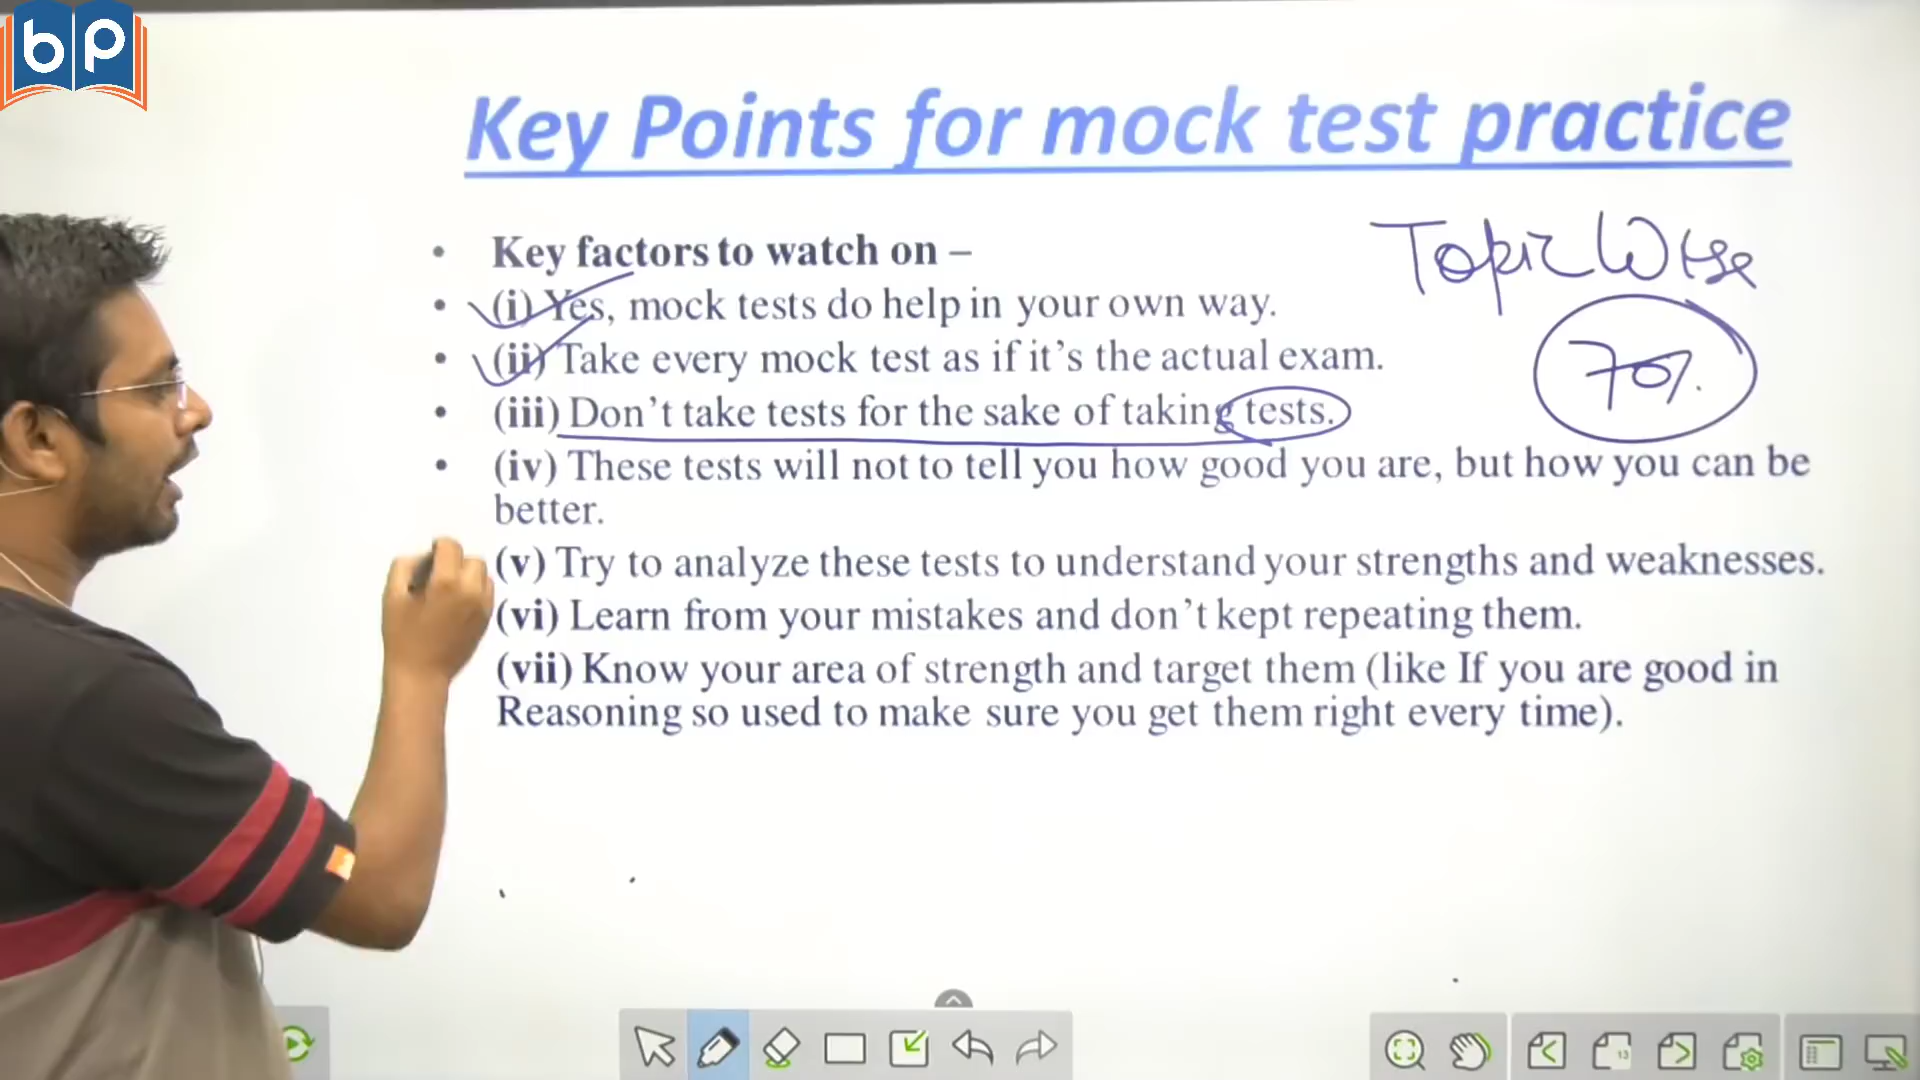 bp
Key Points for mock test practice
• Key factors to watch on –
Topic Wise
• (i) Yes, mock tests do help in your own way.
• (ii) Take every mock test as if it's the actual exam.
70%.
• (iii) Don't take tests for the sake of taking tests.
• (iv) These tests will not to tell you how good you are, but how you can be
better.
(v) Try to analyze these tests to understand your strengths and weaknesses.
(vi) Learn from your mistakes and don't kept repeating them.
(vii) Know your area of strength and target them (like If you are good in
Reasoning so used to make sure you get them right every time).
13